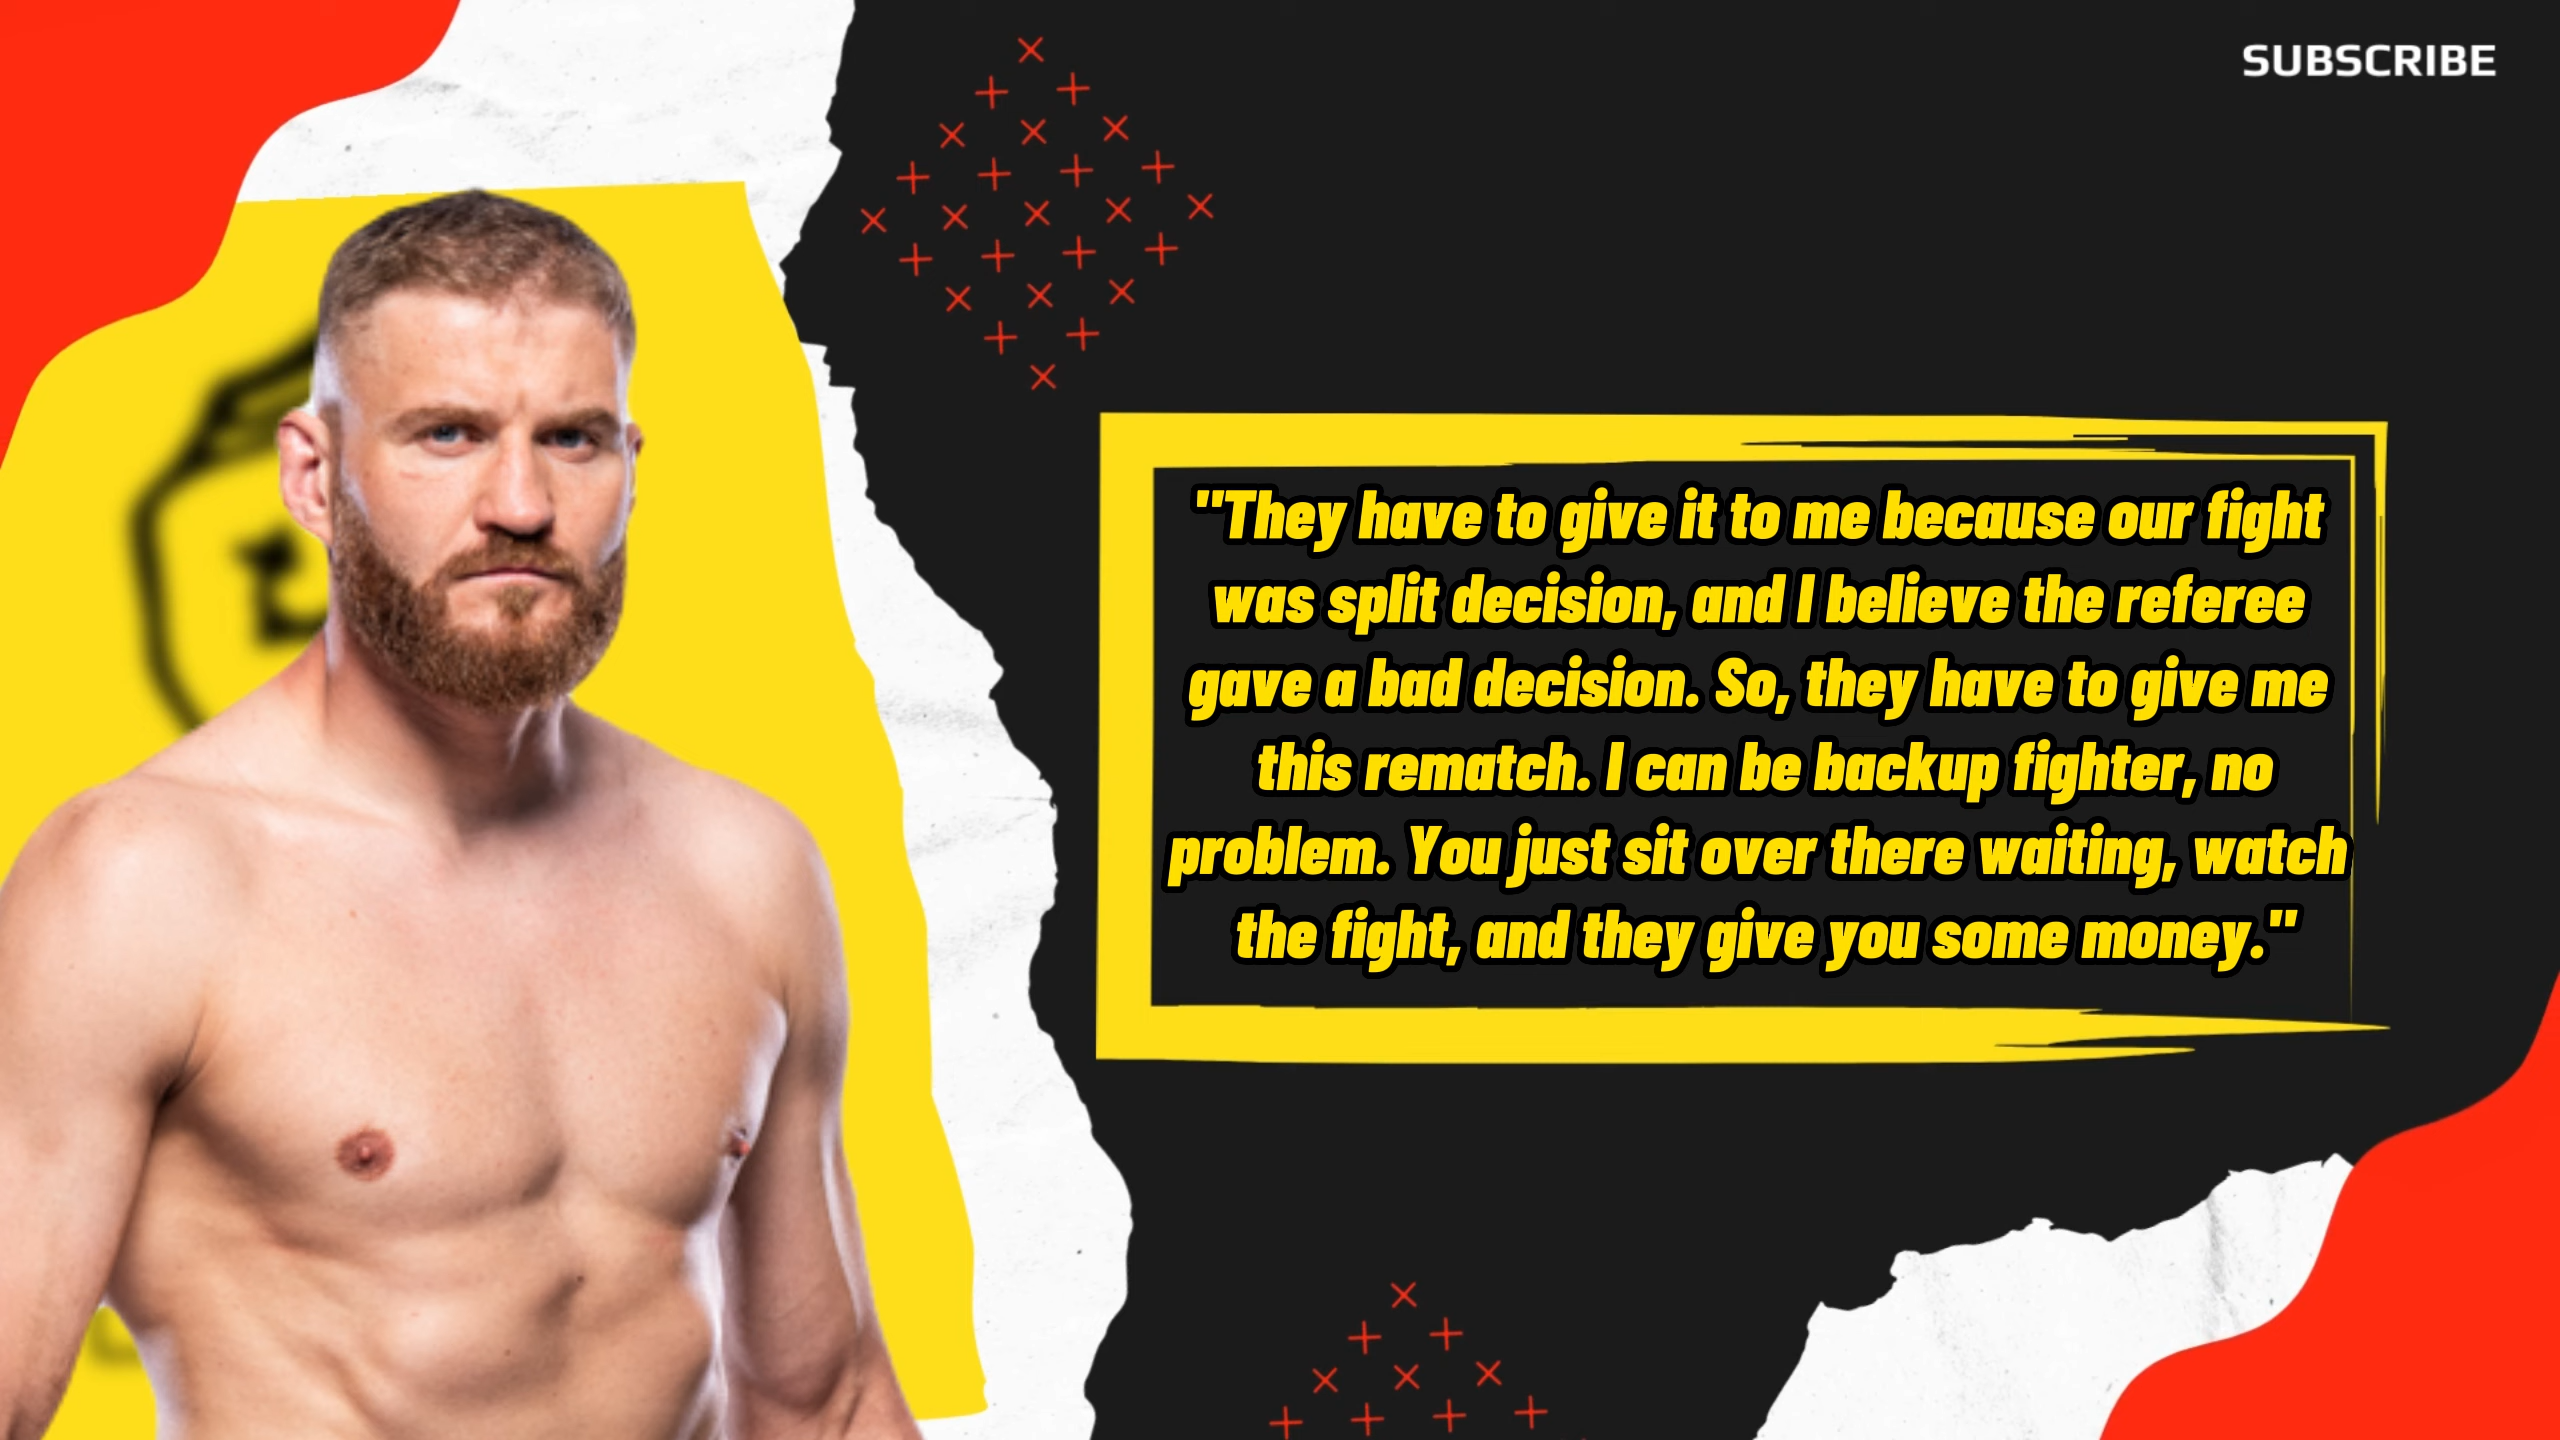 SUBSCRIBE
"They have to give it to me because our fight
was split decision, and I believe the referee
gave a bad decision. So, they have to give me
this rematch. I can be backup fighter, no
problem. You just sit over there waiting, watch
the fight, and they give you some money."